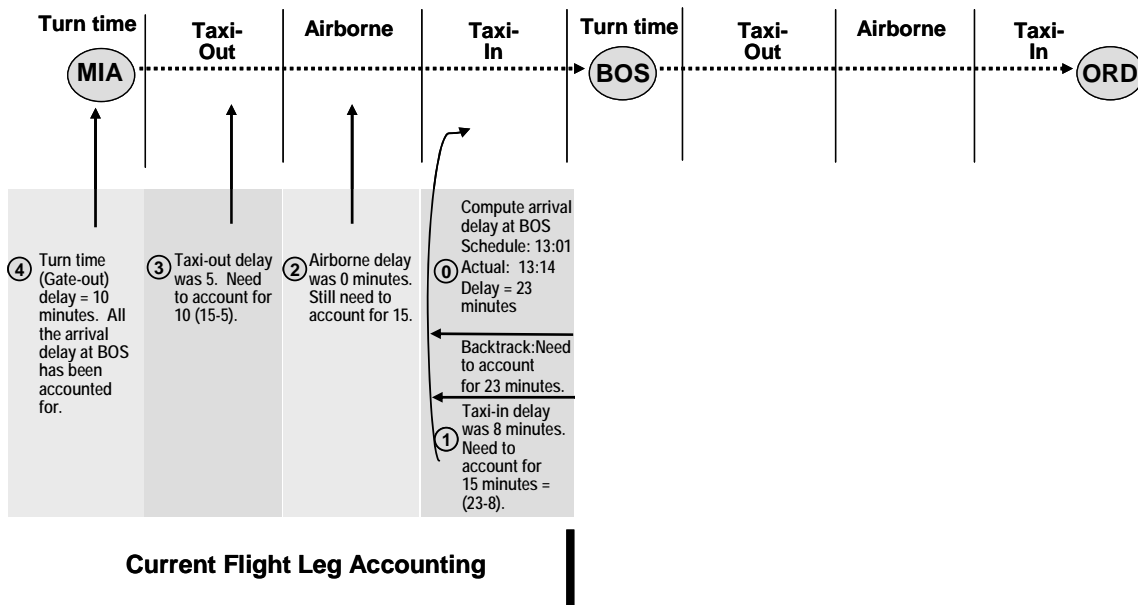 Turn time
Taxi-
Out
Airborne
Taxi-
In
Turn time
Taxi-
Out
Airborne
Taxi-
In
MIA
BOS
ORD
4 Turn time
(Gate-out)
delay = 10
minutes. All
the arrival
delay at BOS
has been
accounted
for.
3 Taxi-out delay
was 5. Need
to account for
10 (15-5).
2 Airborne delay
was 0 minutes.
Still need to
account for 15.
Compute arrival
delay at BOS
Schedule: 13:01
0 Actual: 13:14
Delay = 23
minutes
Backtrack:Need
to account
for 23 minutes.
Taxi-in delay
was 8 minutes.
1 Need to
account for
15 minutes =
(23-8).
Current Flight Leg Accounting